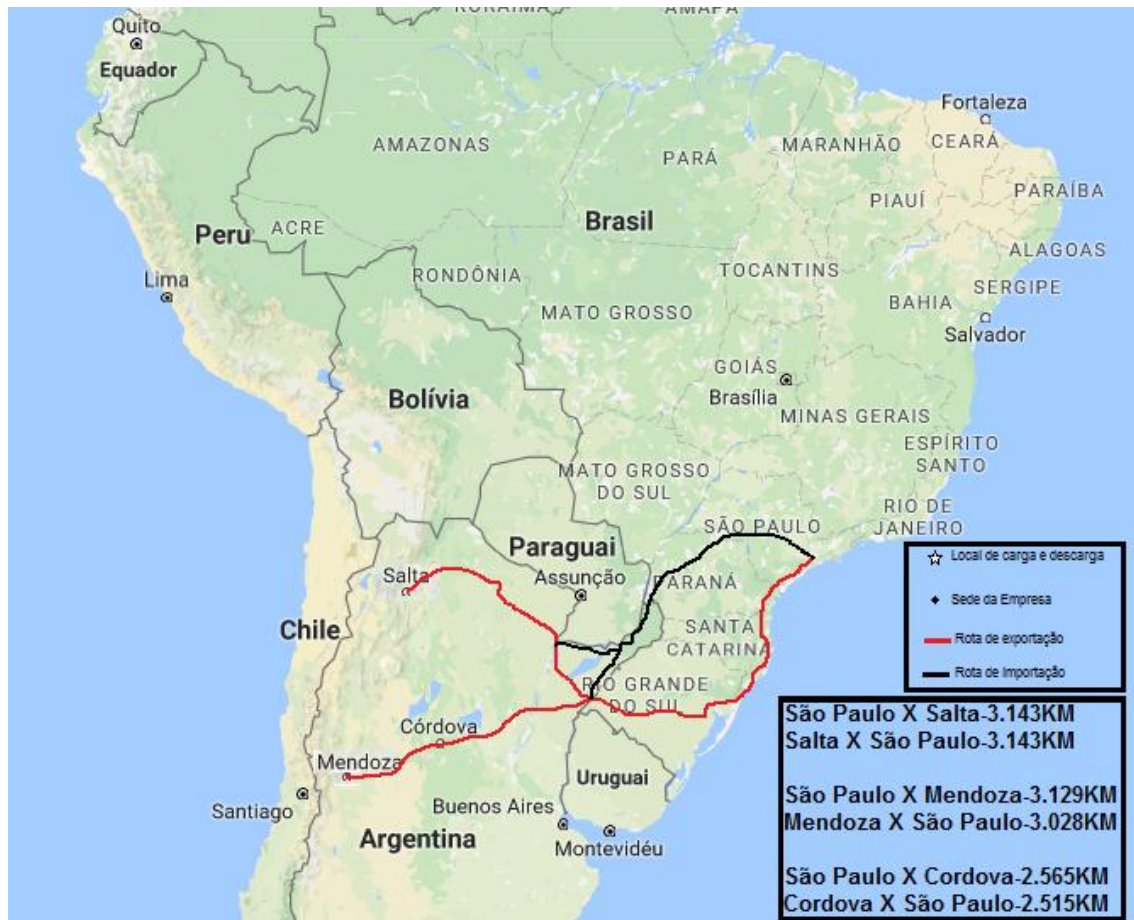 RORAIMA
AMAPÁ
Quito
Equador
Fortaleza
AMAZONAS
PARÁ
MARANHÃO
CEARÁ
PIAUÍ
PARAÍBA
Peru
ACRE
Brasil
ALAGOAS
Lima
RONDÔNIA
TOCANTINS
SERGIPE
MATO GROSSO
BAHIA
Salvador
GOIÁS
Brasília
Bolívia
MINAS GERAIS
ESPÍRITO
SANTO
MATO GROSSO
DO SUL
RIO DE
JANEIRO
SÃO PAULO
Paraguai
Assunção
Salta
PARANÁ
Chile
SANTA
CATARINA
RIO GRANDE
DO SUL
Córdova
Mendoza
Santiago
Uruguai
Buenos Aires
Montevidéu
Argentina
Local de carga e descarga
Sede da Empresa
Rota de exportação
Rota de Importação
São Paulo X Salta-3.143KM
Salta X São Paulo-3.143KM
São Paulo X Mendoza-3.129KM
Mendoza X São Paulo-3.028KM
São Paulo X Cordova-2.565KM
Cordova X São Paulo-2.515KM